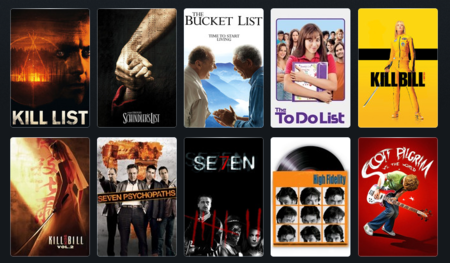 KILL LIST
SCHINDLER'S LIST
THE
BUCKET LIST
TIME TO START
LIVING
The
To Do List
KILL BILL
KILL BILL
VOL.2
SEVEN PSYCHOPATHS
SE7EN
High Fidelity
SCOTT PILGRIM
VS. THE WORLD